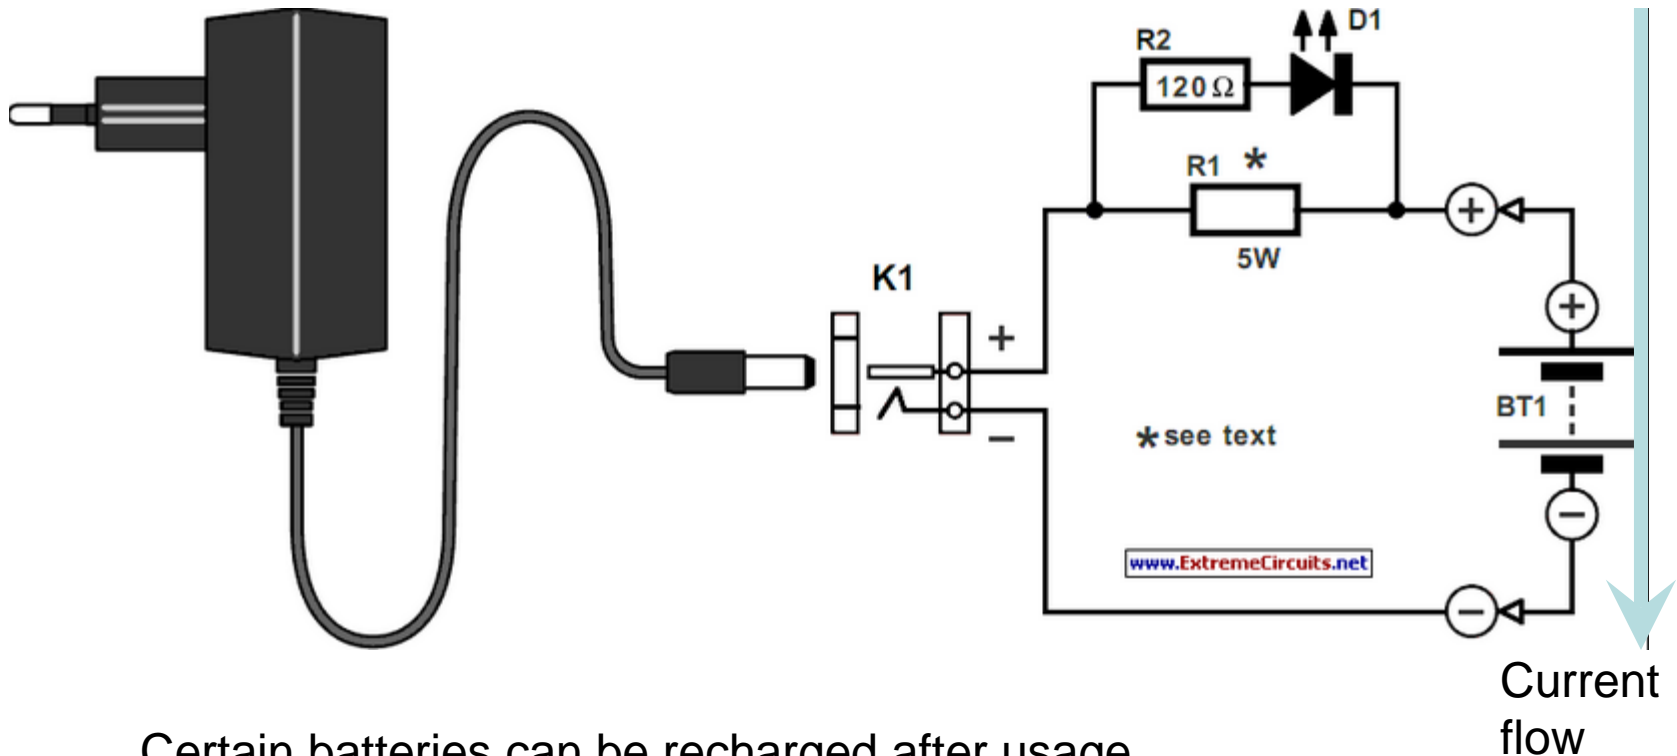 R2
D1
120 Ω
R1 *
5W
K1
+
+
+
BT1
* see text
−
−
www.ExtremeCircuits.net
−
Current
flow
Certain batteries can be recharged after usage